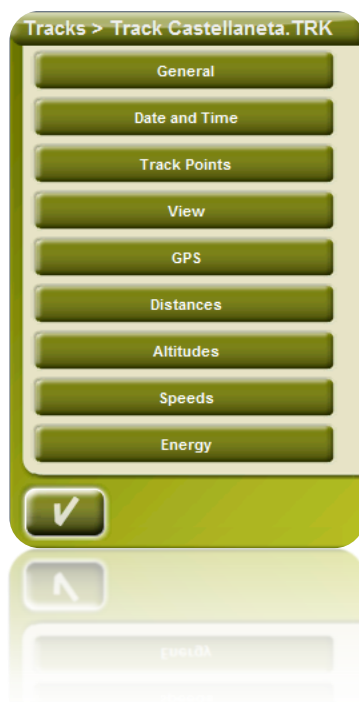 Tracks > Track Castellaneta.TRK
General
Date and Time
Track Points
View
GPS
Distances
Altitudes
Speeds
Energy